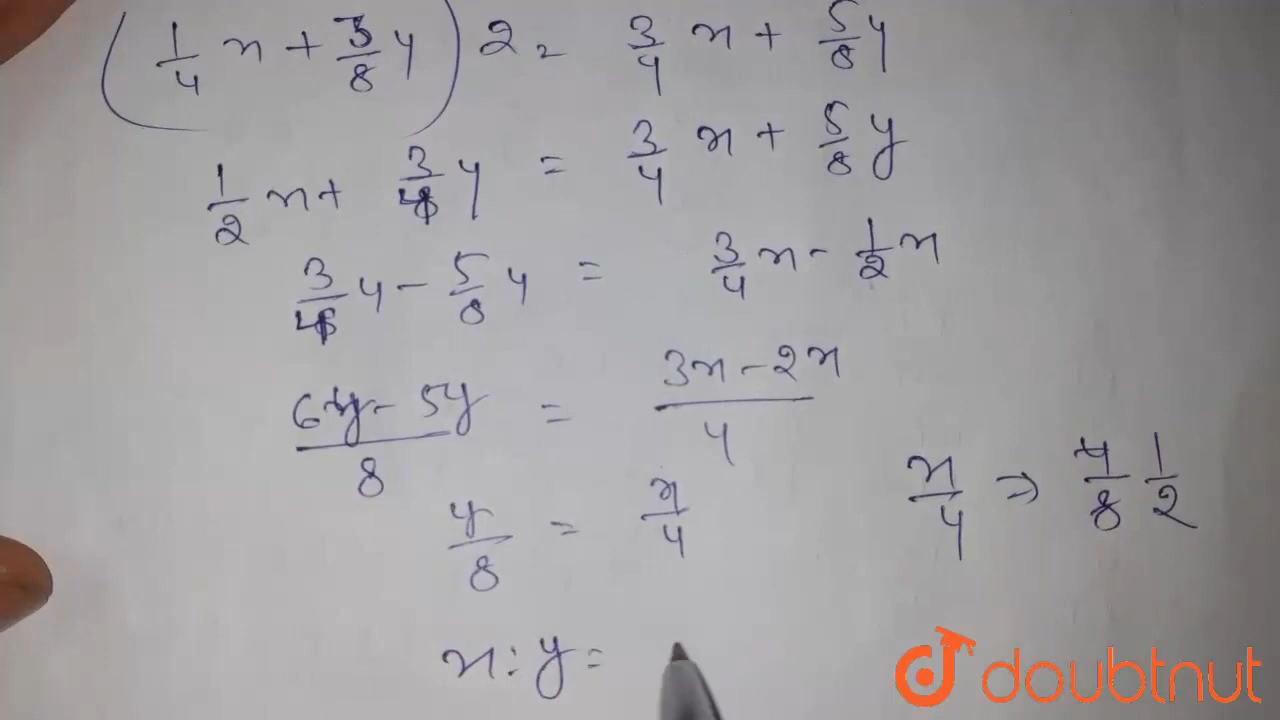 (1/4 x + 3/8 y) 2 = 3/4 x + 5/8 y
1/2 x + 3/4 y = 3/4 x + 5/8 y
3/4 y - 5/8 y = 3/4 x - 1/2 x
6y - 5y / 8 = 3x - 2x / 4
y/8 = x/4
x/4 ⇒ 4/8 1/2
x : y =
doubtnut